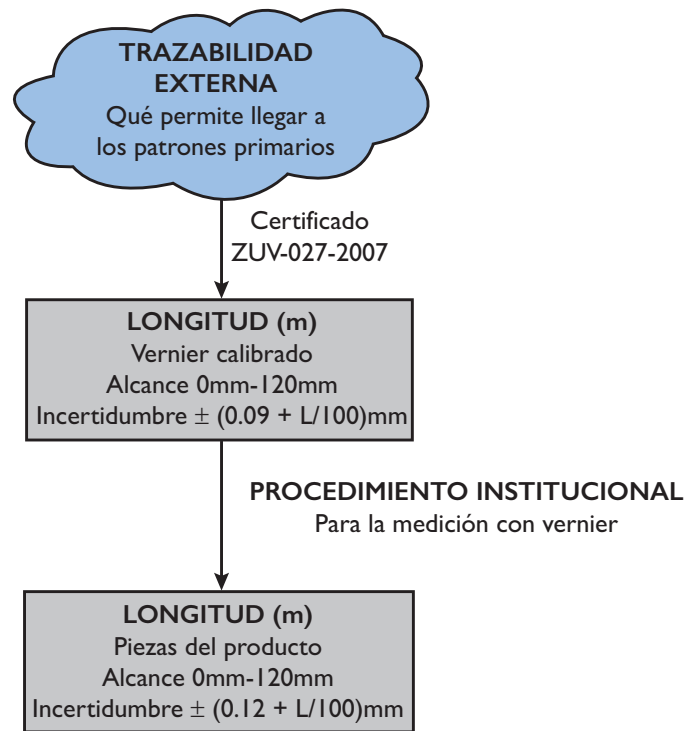 TRAZABILIDAD
EXTERNA
Qué permite llegar a
los patrones primarios
Certificado
ZUV-027-2007
LONGITUD (m)
Vernier calibrado
Alcance 0mm-120mm
Incertidumbre ± (0.09 + L/100)mm
PROCEDIMIENTO INSTITUCIONAL
Para la medición con vernier
LONGITUD (m)
Piezas del producto
Alcance 0mm-120mm
Incertidumbre ± (0.12 + L/100)mm